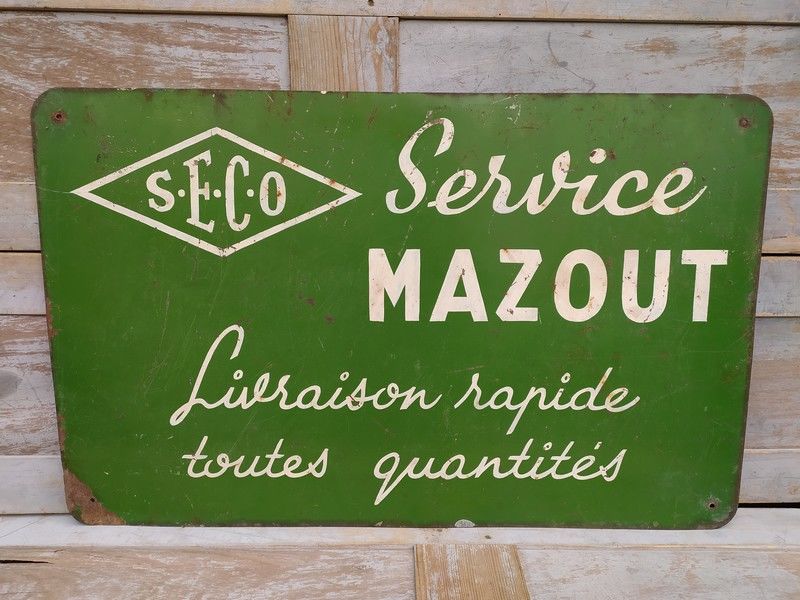 S·E·C·O
Service
MAZOUT
Livraison rapide
toutes quantités